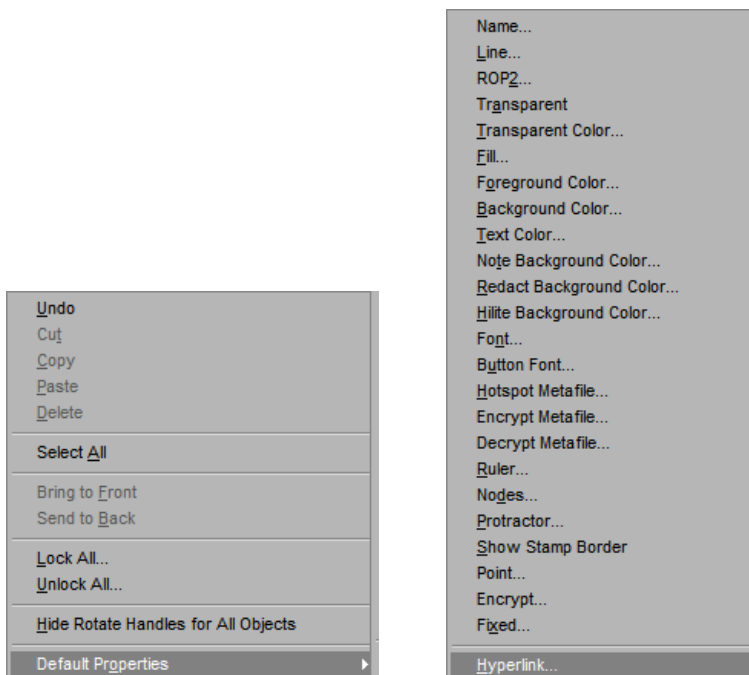 Undo
Cut
Copy
Paste
Delete
Select All
Bring to Front
Send to Back
Lock All...
Unlock All...
Hide Rotate Handles for All Objects
Default Properties
Name...
Line...
ROP2...
Transparent
Transparent Color...
Fill...
Foreground Color...
Background Color...
Text Color...
Note Background Color...
Redact Background Color...
Hilite Background Color...
Font...
Button Font...
Hotspot Metafile...
Encrypt Metafile...
Decrypt Metafile...
Ruler...
Nodes...
Protractor...
Show Stamp Border
Point...
Encrypt...
Fixed...
Hyperlink...